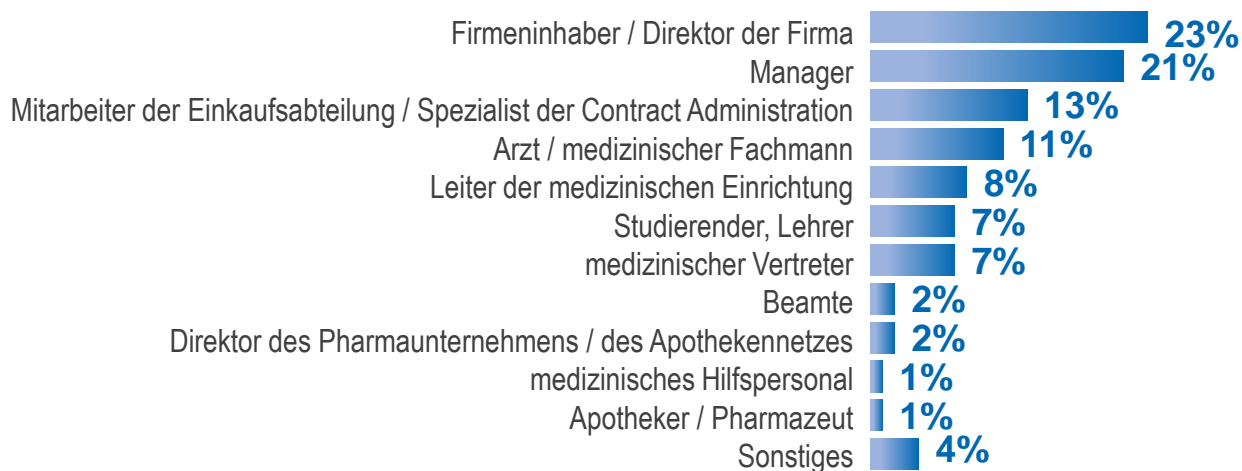 Firmeninhaber / Direktor der Firma 23%
Manager 21%
Mitarbeiter der Einkaufsabteilung / Spezialist der Contract Administration 13%
Arzt / medizinischer Fachmann 11%
Leiter der medizinischen Einrichtung 8%
Studierender, Lehrer 7%
medizinischer Vertreter 7%
Beamte 2%
Direktor des Pharmaunternehmens / des Apothekennetzes 2%
medizinisches Hilfspersonal 1%
Apotheker / Pharmazeut 1%
Sonstiges 4%